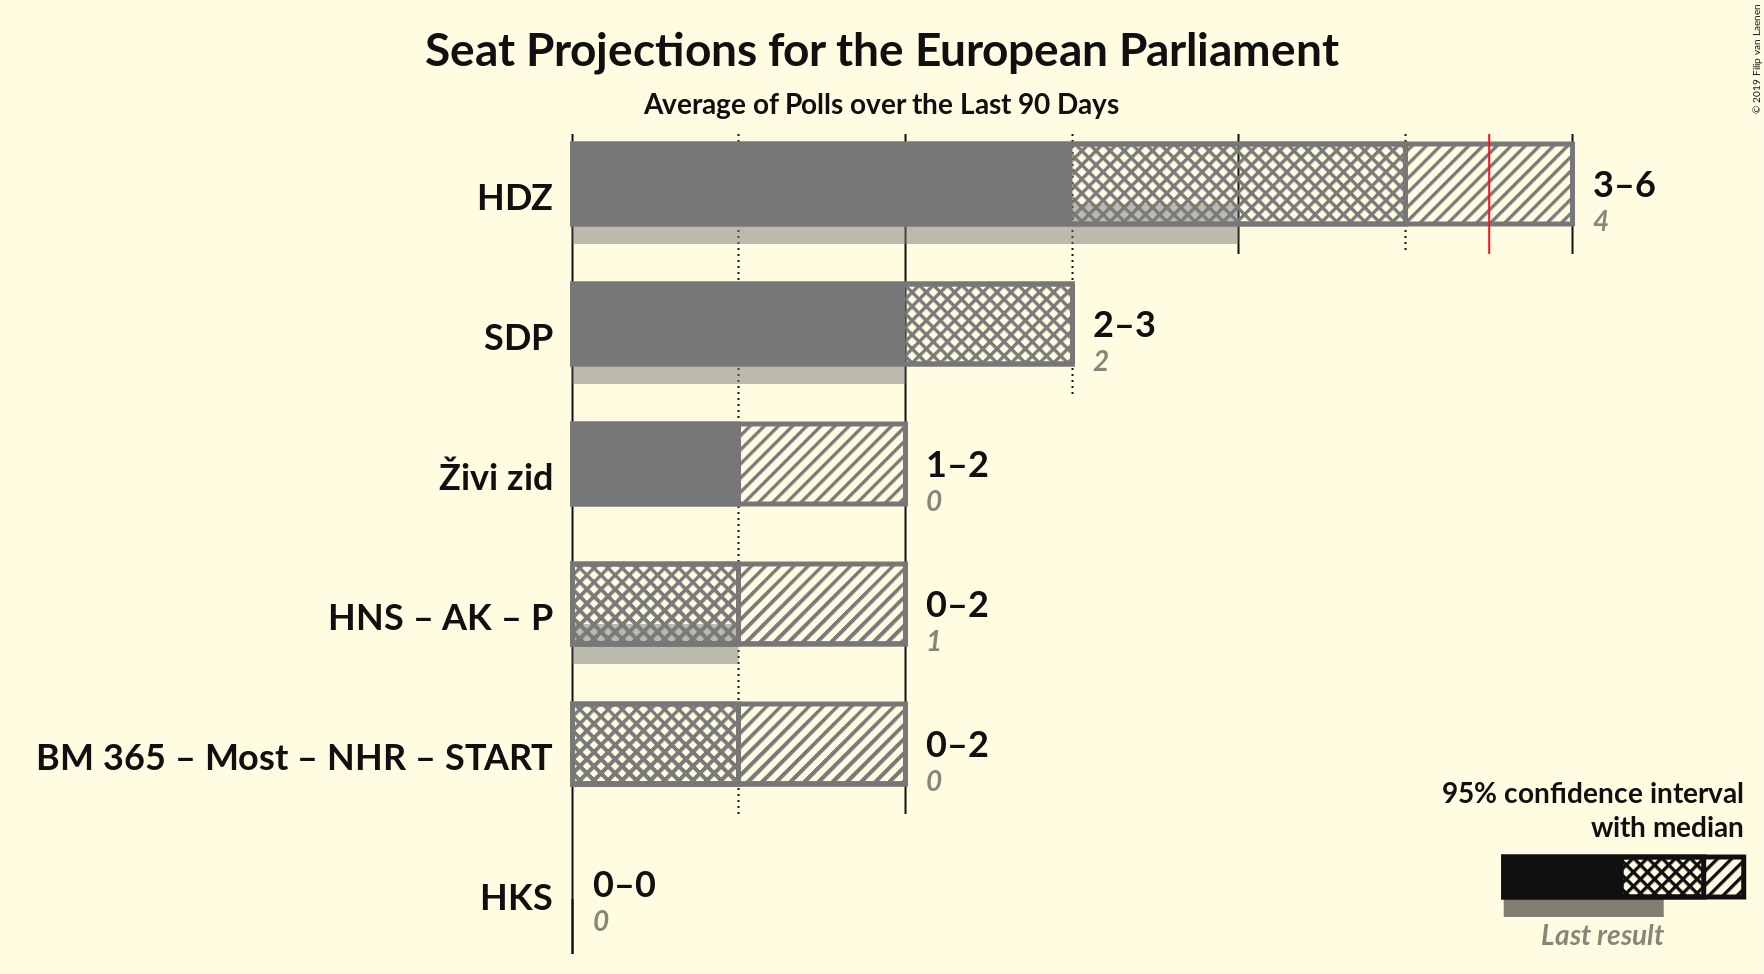 Seat Projections for the European Parliament
Average of Polls over the Last 90 Days
© 2019 Filip van Laenen
HDZ
3–6
4
SDP
2–3
2
Živi zid
1–2
0
HNS – AK – P
0–2
1
BM 365 – Most – NHR – START
0–2
0
HKS
0–0
0
95% confidence interval
with median
Last result